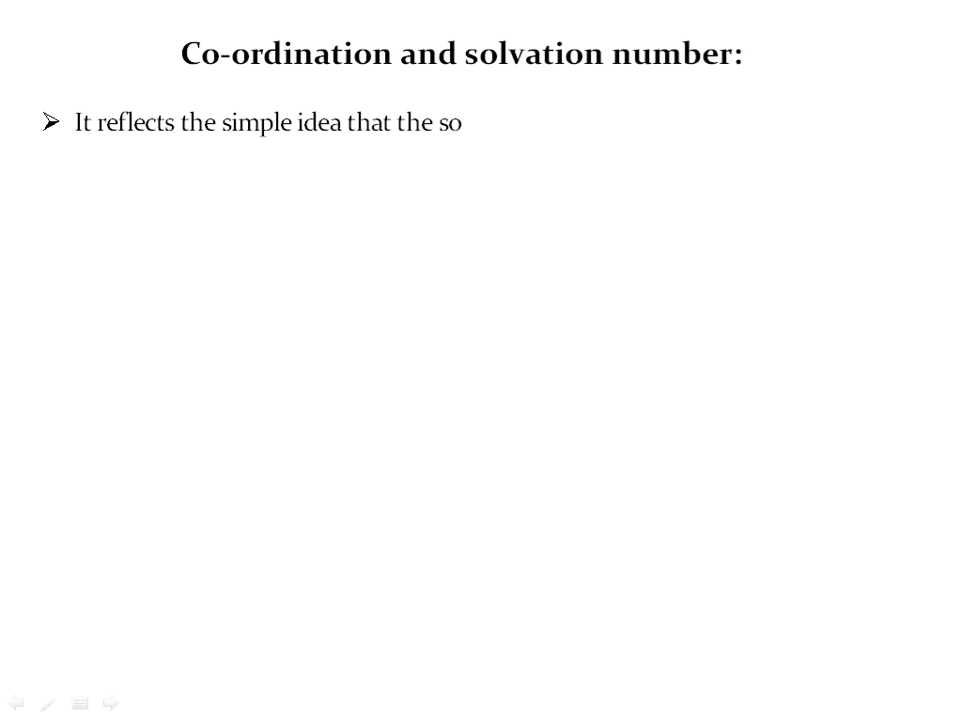 Co-ordination and solvation number:
It reflects the simple idea that the so